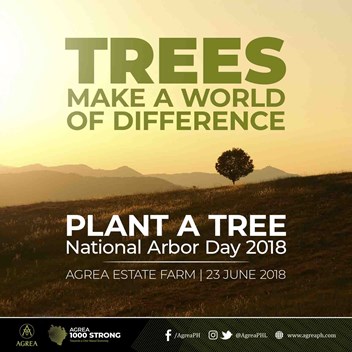 TREES
MAKE A WORLD
OF DIFFERENCE
PLANT A TREE
National Arbor Day 2018
AGREA ESTATE FARM | 23 JUNE 2018
AGREA
AGREA
1000 STRONG
/AgreaPH
@AgreaPHL
www.agreaph.com